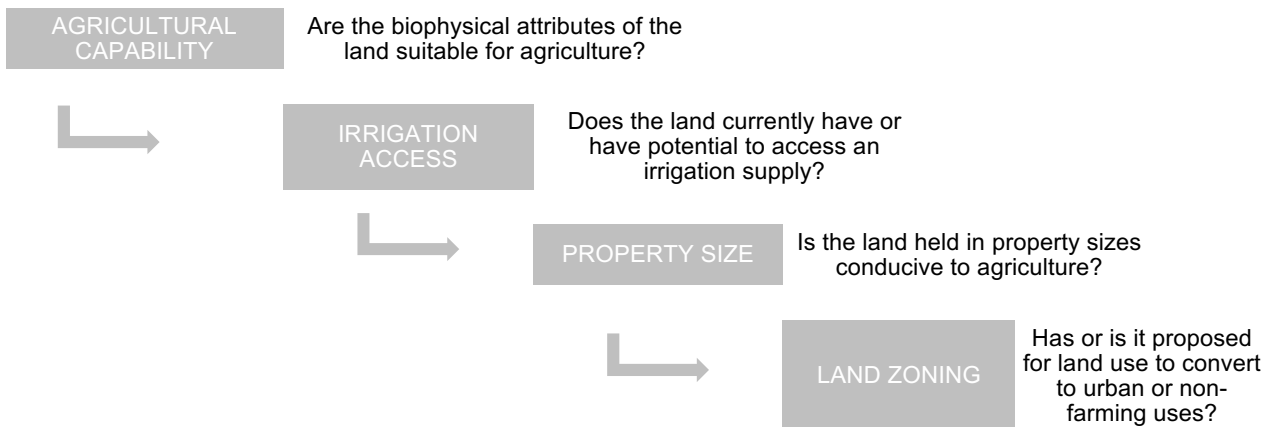 AGRICULTURAL
CAPABILITY
Are the biophysical attributes of the
land suitable for agriculture?
IRRIGATION
ACCESS
Does the land currently have or
have potential to access an
irrigation supply?
PROPERTY SIZE
Is the land held in property sizes
conducive to agriculture?
LAND ZONING
Has or is it proposed
for land use to convert
to urban or non-
farming uses?